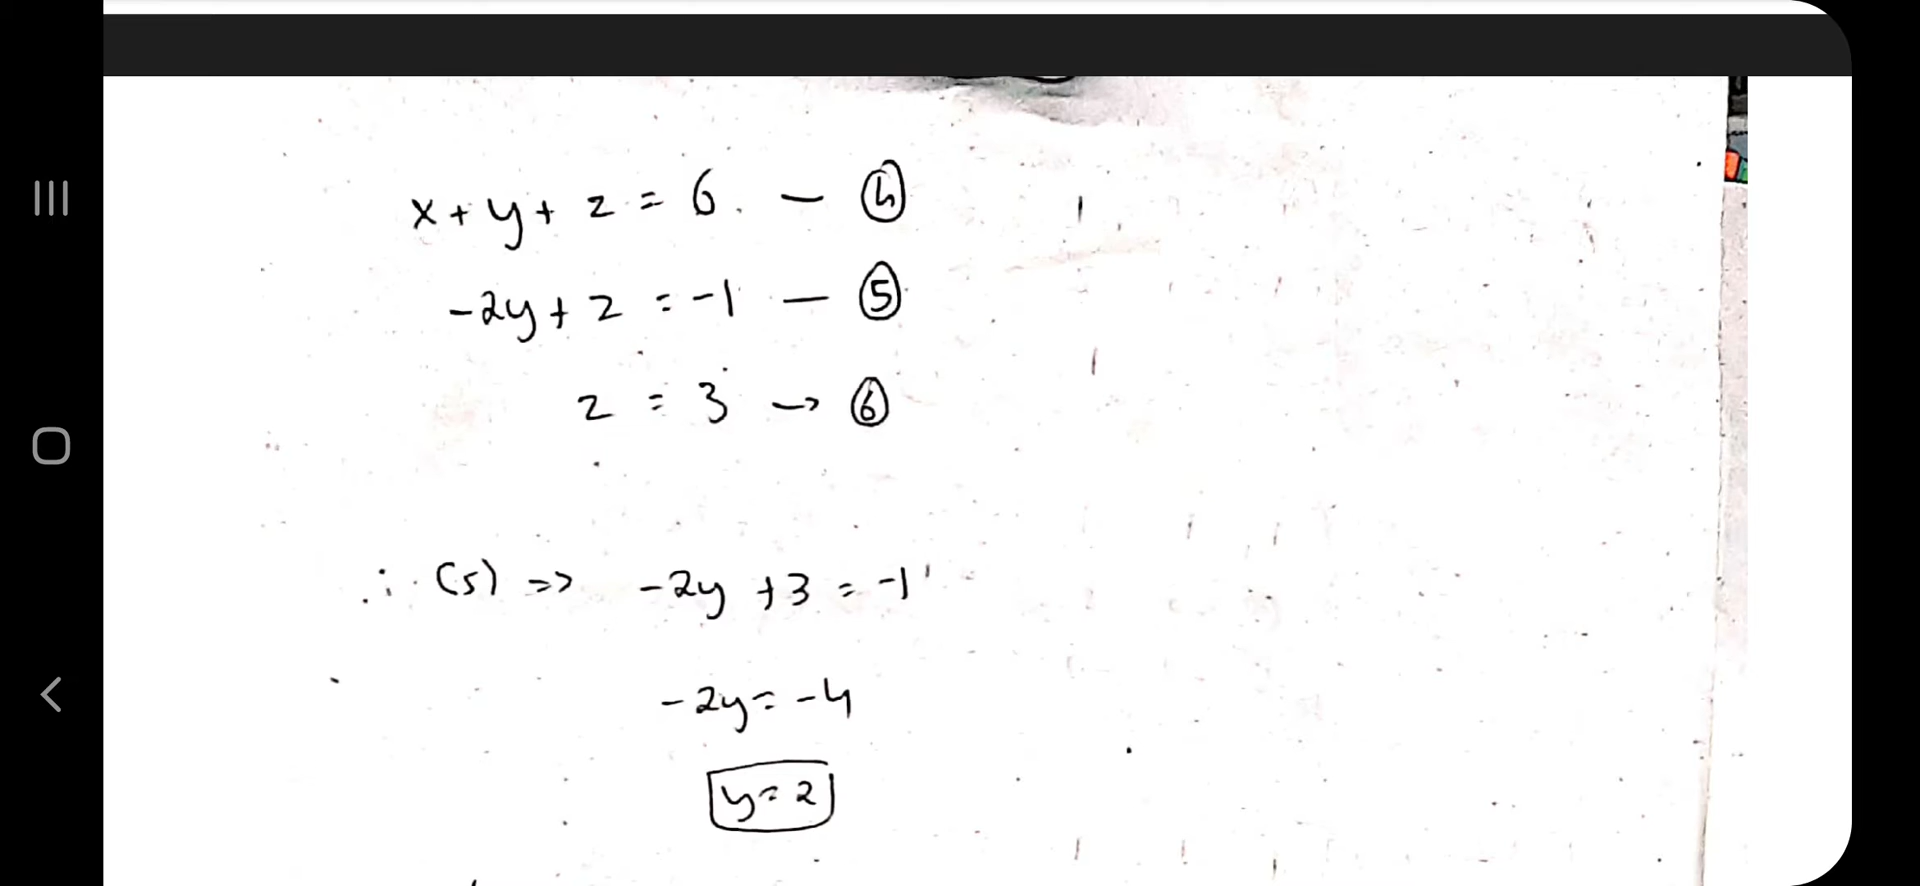 x + y + z = 6. — ④
-2y + z = -1 — ⑤
z = 3 → ⑥
∴ (5) => -2y + 3 = -1
-2y = -4
y = 2